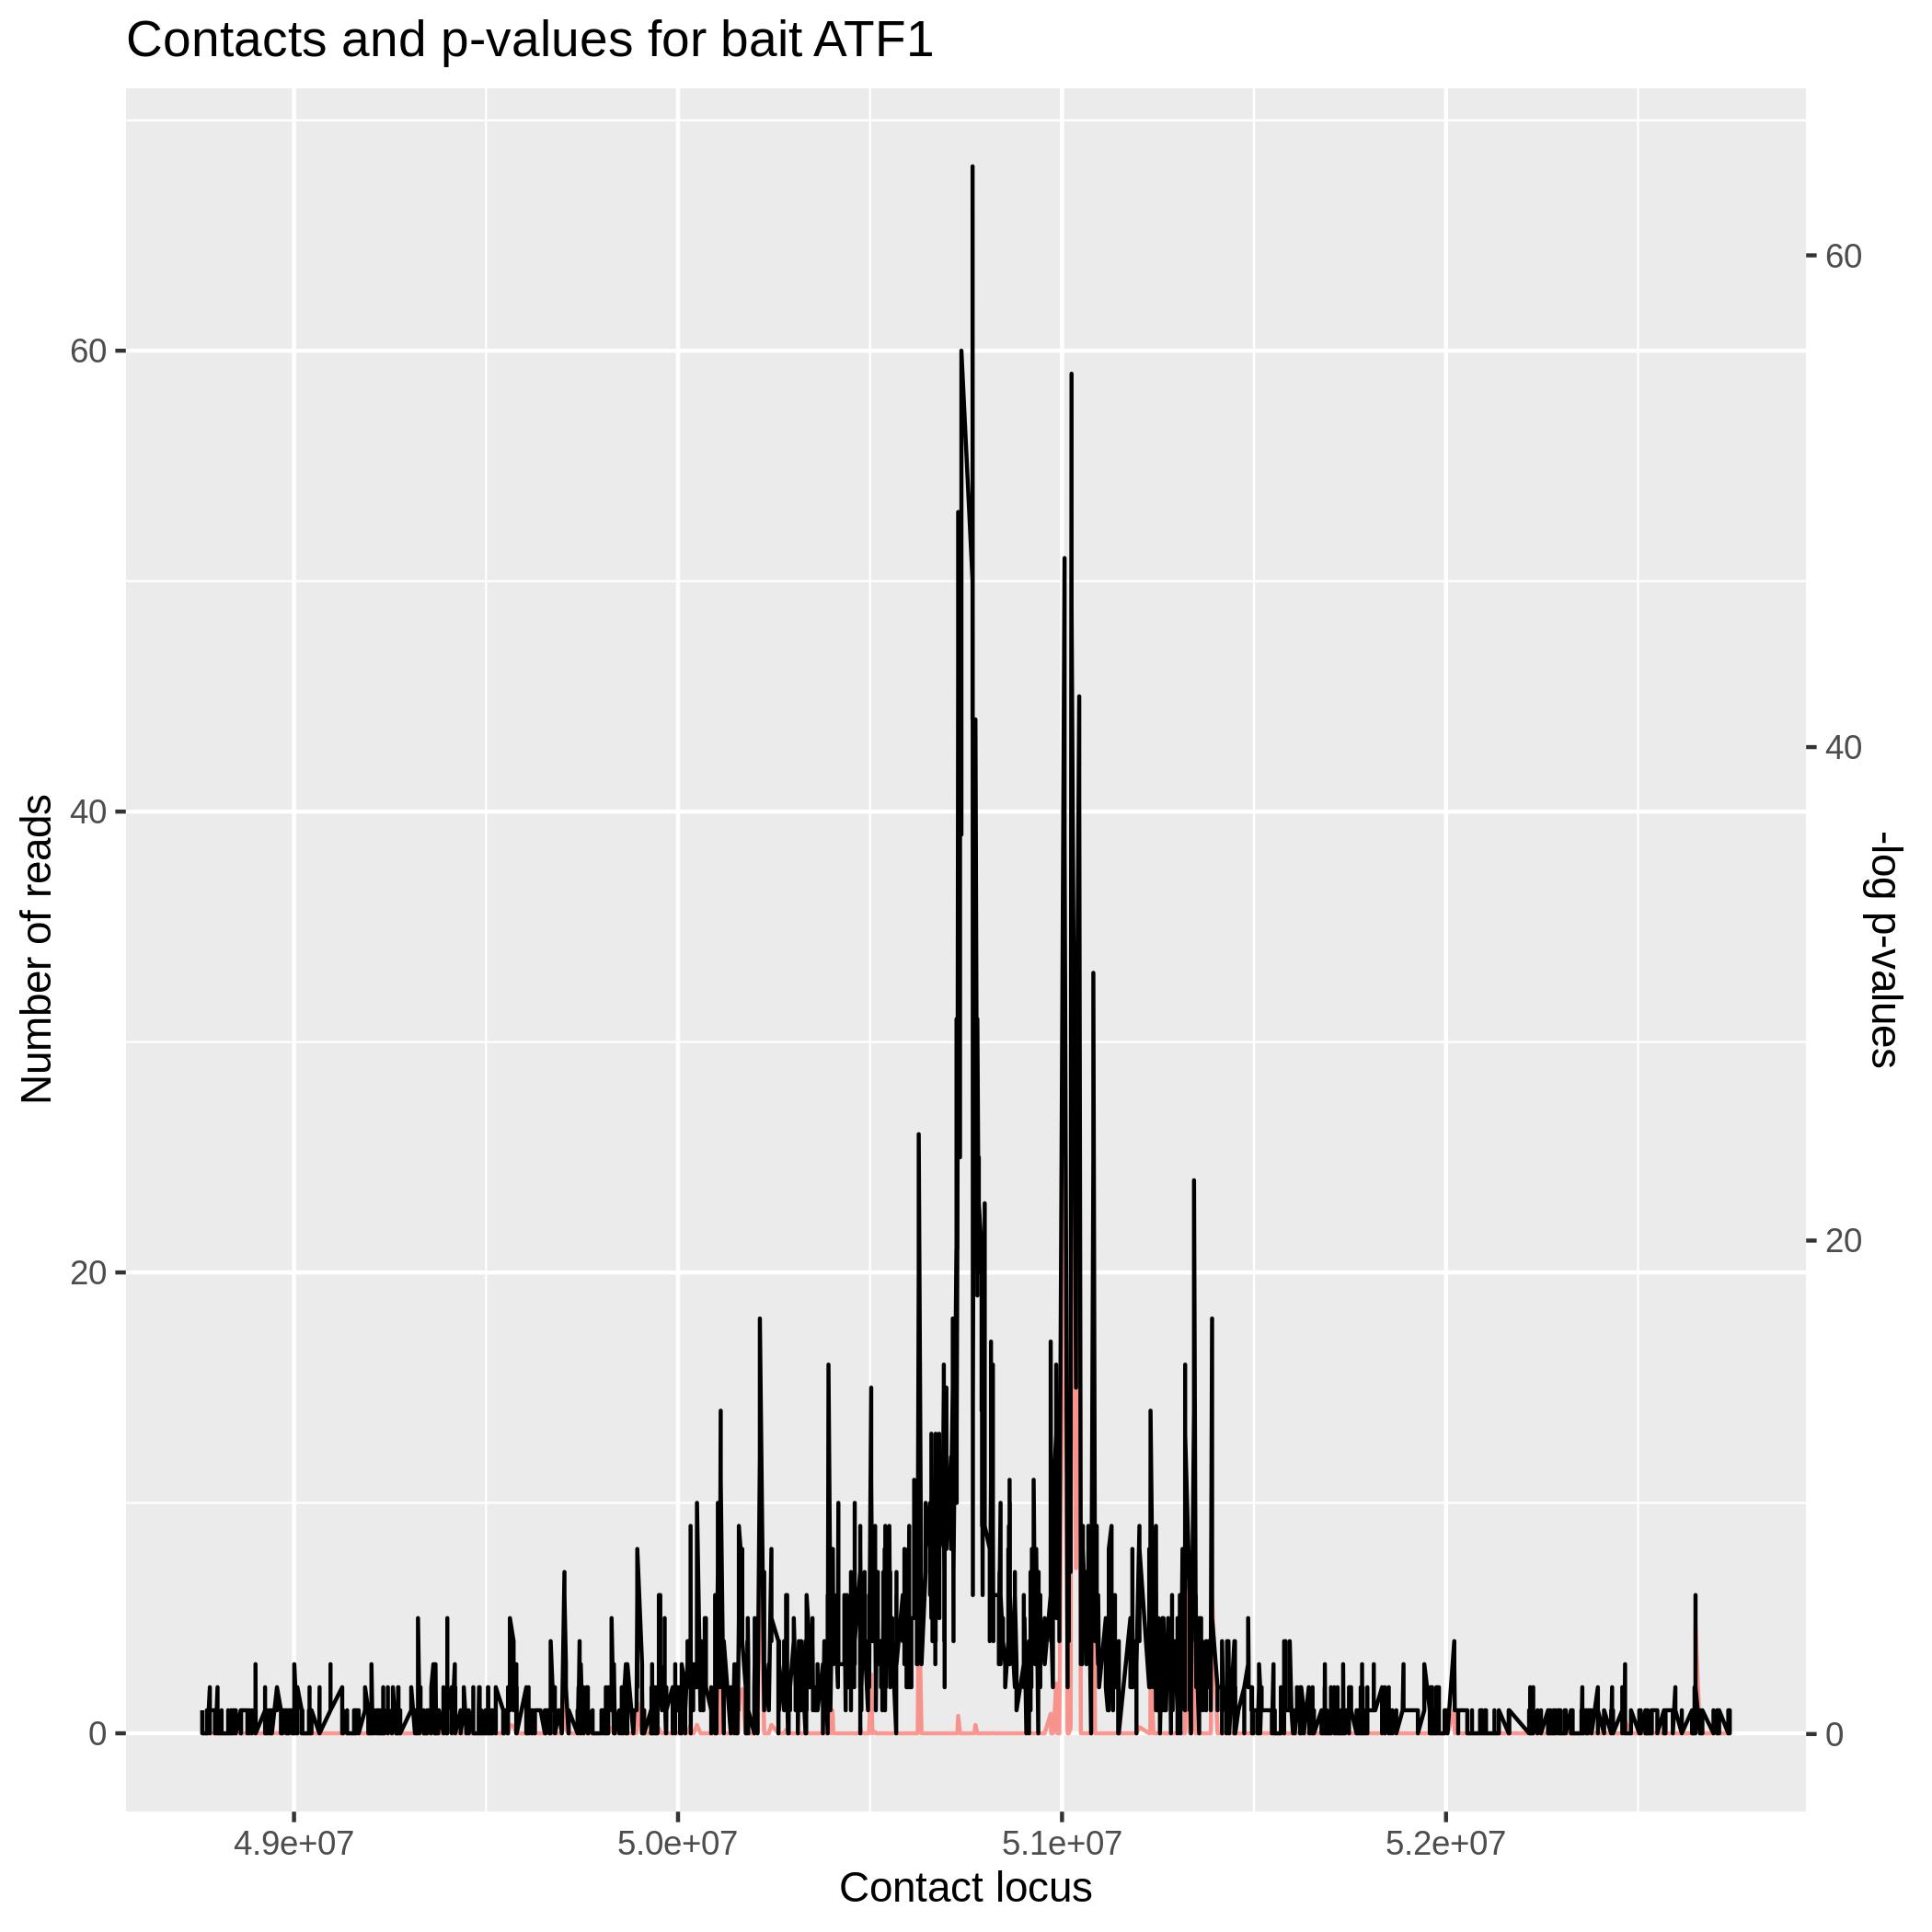 Contacts and p-values for bait ATF1
Number of reads
60
40
20
0
60
40
20
0
-log p-values
4.9e+07
5.0e+07
5.1e+07
5.2e+07
Contact locus